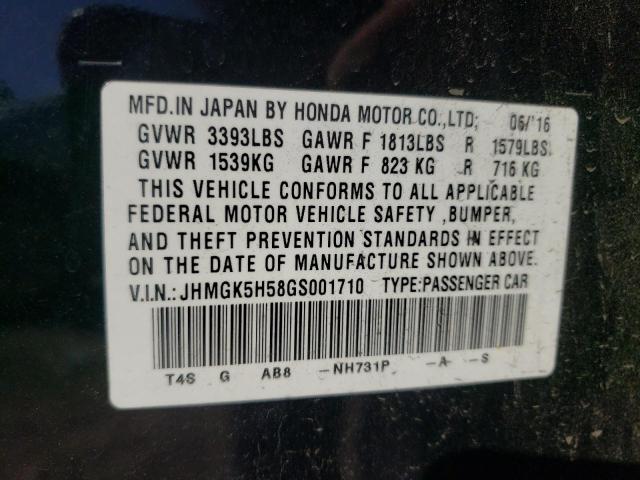 MFD.IN JAPAN BY HONDA MOTOR CO.,LTD; 06/'16
GVWR 3393LBS GAWR F 1813LBS R 1579LBS
GVWR 1539KG GAWR F 823 KG R 716 KG
THIS VEHICLE CONFORMS TO ALL APPLICABLE
FEDERAL MOTOR VEHICLE SAFETY ,BUMPER,
AND THEFT PREVENTION STANDARDS IN EFFECT
ON THE DATE OF MANUFACTURE SHOWN ABOVE.
V.I.N.:JHMGK5H58GS001710 TYPE:PASSENGER CAR
T4S G AB8 -NH731P -A -S